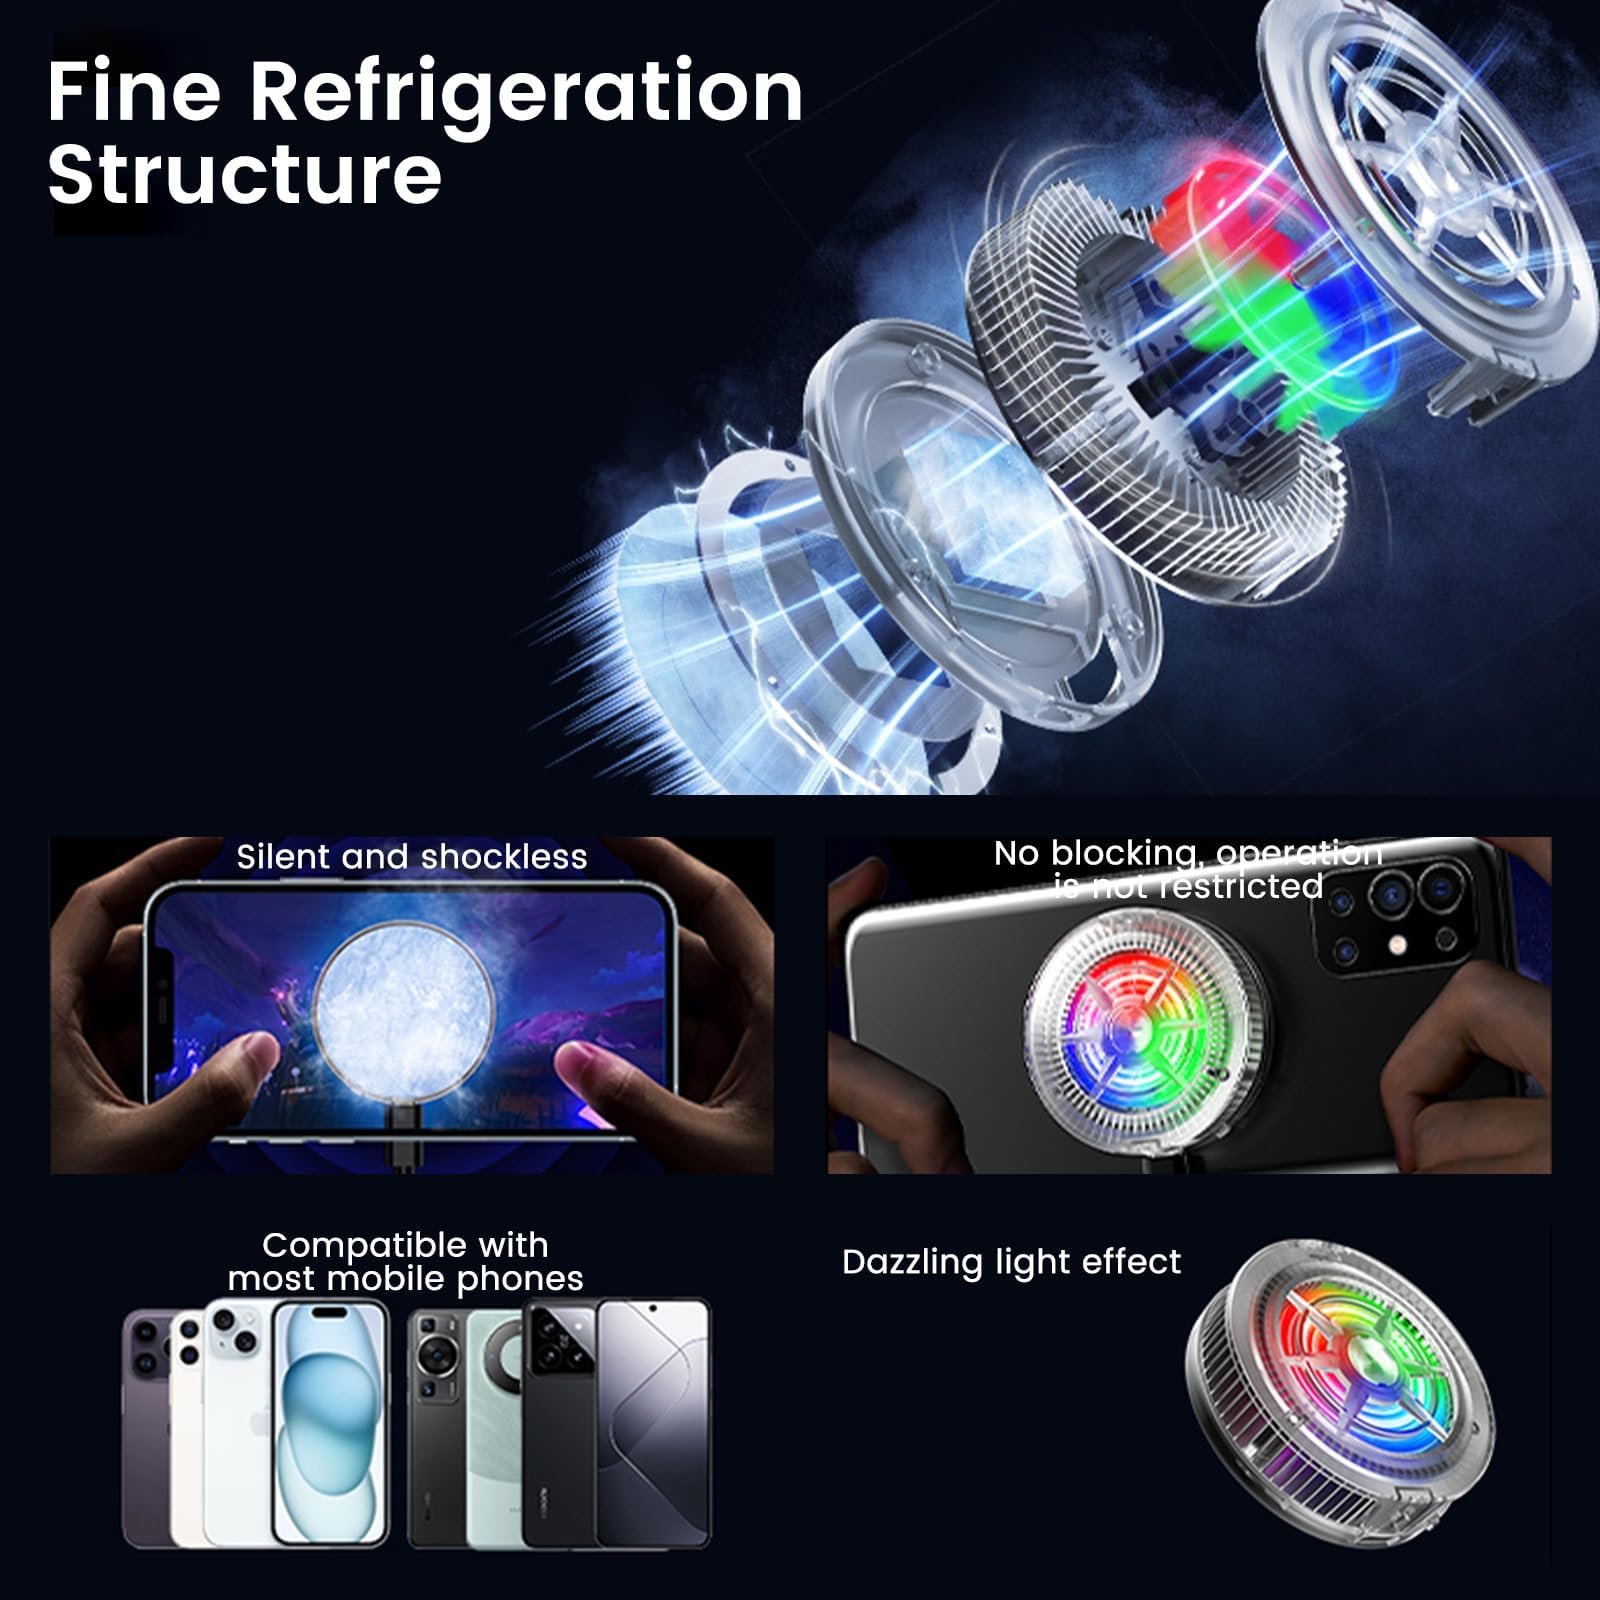 Fine Refrigeration
Structure
Silent and shockless
No blocking, operation
is not restricted
Compatible with
most mobile phones
Dazzling light effect